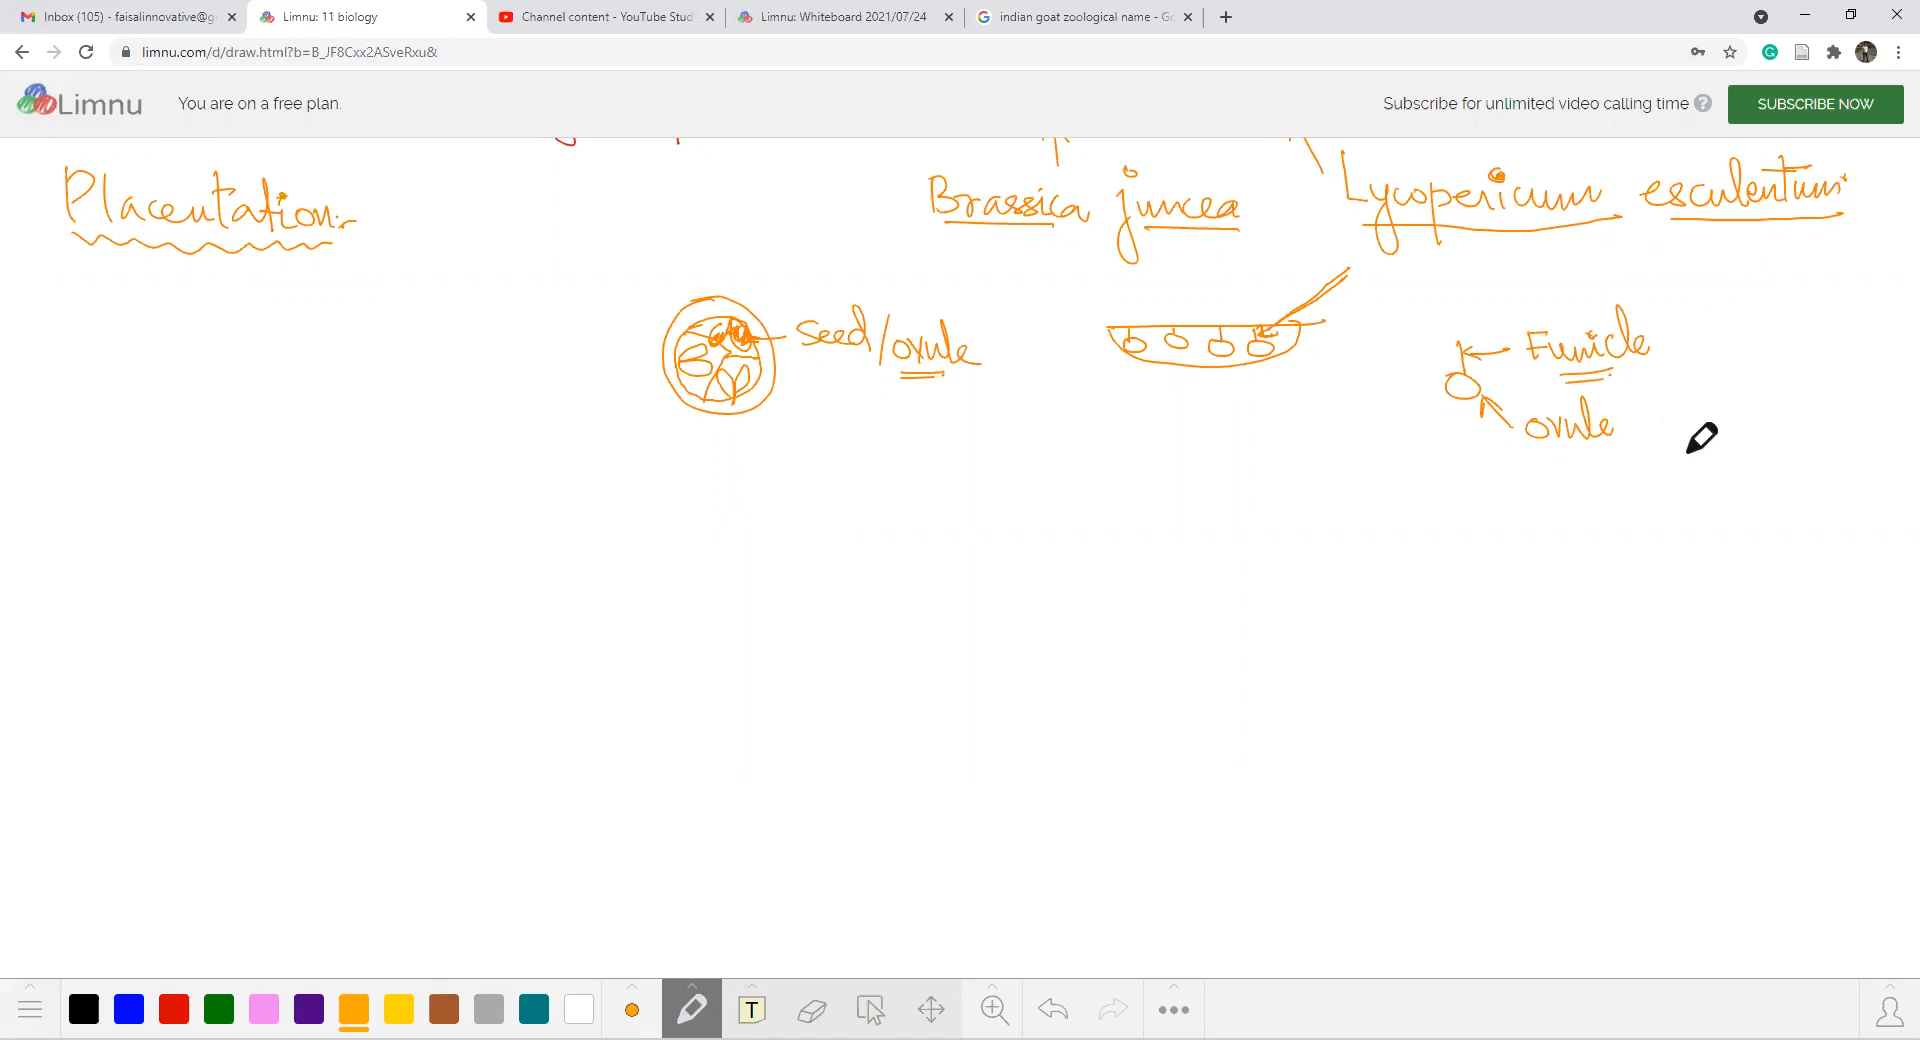 Inbox (105) - faisalinnovative@g
Limnu: 11 biology
Channel content - YouTube Stud
Limnu: Whiteboard 2021/07/24
indian goat zoological name - Go
limnu.com/d/draw.html?b=B_JF8Cxx2ASveRxu&
Limnu
You are on a free plan.
Subscribe for unlimited video calling time ?
SUBSCRIBE NOW
Placentation:-
Brassica juncea
Lycopericum esculentum
Seed/ovule
Funicle
ovule
T